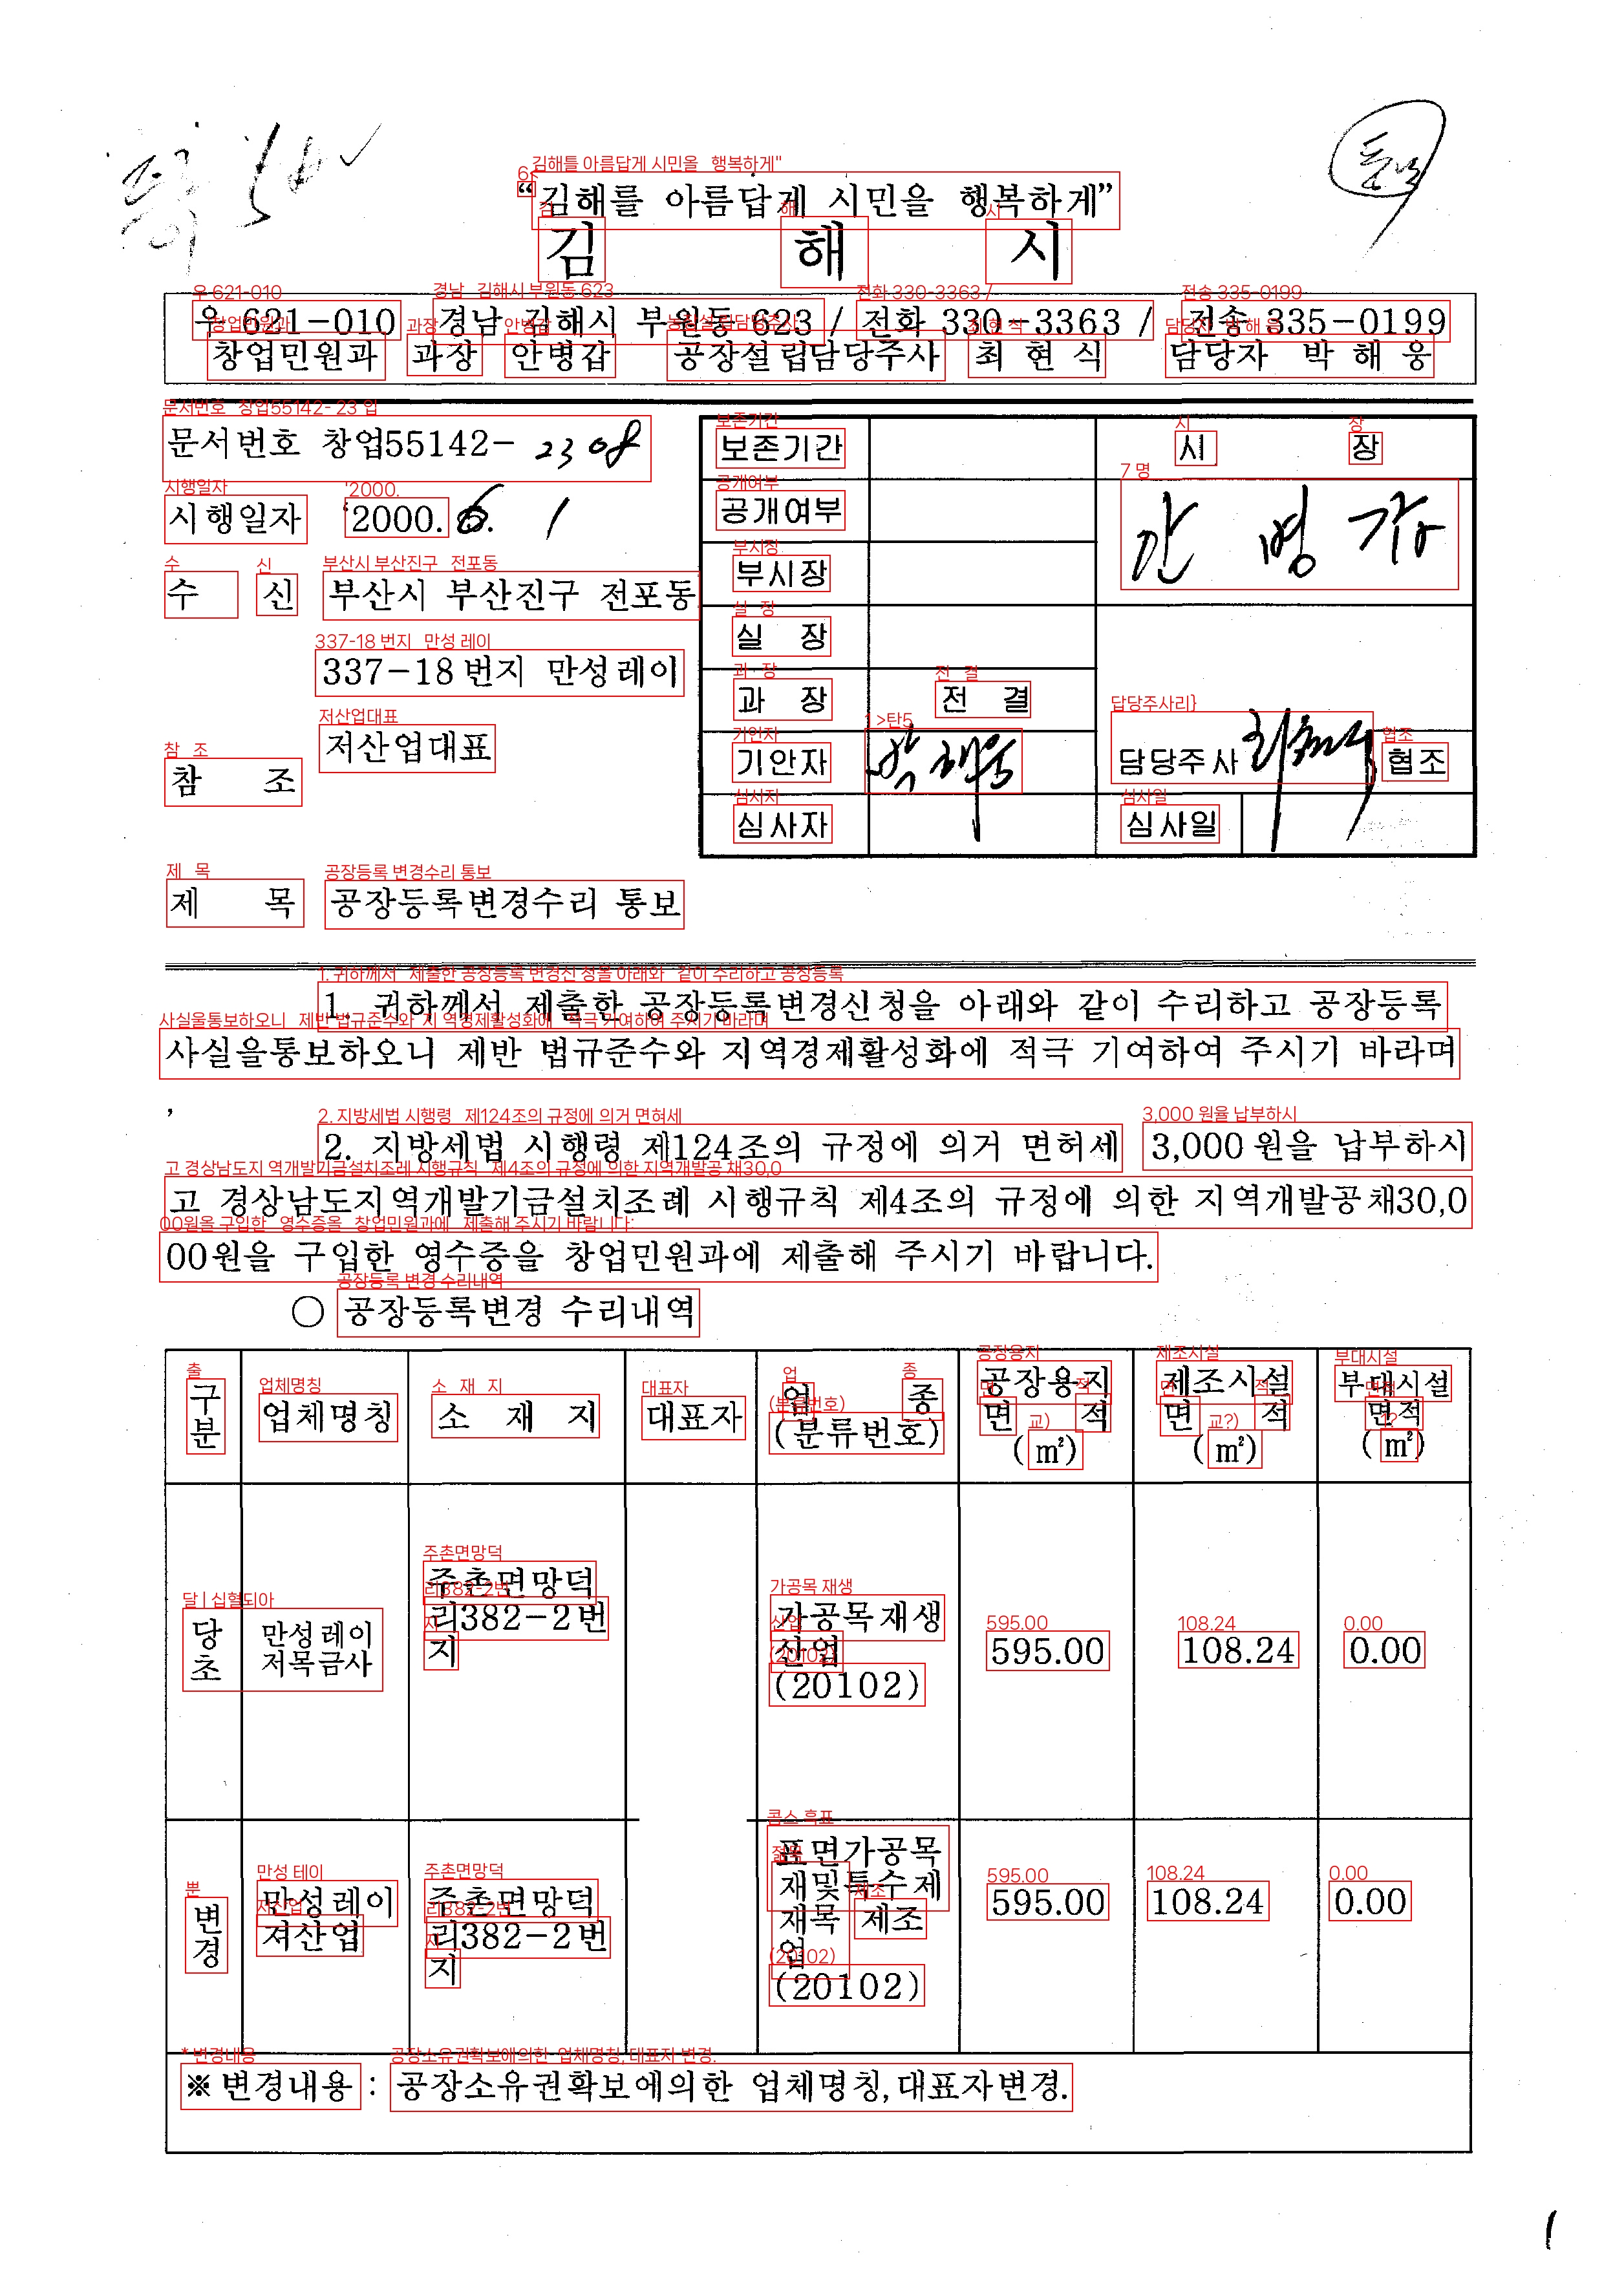 “김해를 아름답게 시민을 행복하게”
김 해 시
우 621-010 경남 김해시 부원동 623 / 전화 330-3363 / 전송 335-0199
창업민원과 과장 안병갑 공장설립담당주사 최 현 식 담당자 박 해 웅
문서번호 창업55142- 2308
시행일자 '2000. 6. 1
수 신 부산시 부산진구 전포동
337-18번지 만성레이
저산업대표
참 조
보존기간 시 장
공개여부
안 병 갑
부시장
실 장
과 장 전 결
기안자 담당주사 협조
심사자 심사일
제 목 공장등록변경수리 통보
1. 귀하께서 제출한 공장등록변경신청을 아래와 같이 수리하고 공장등록
사실을통보하오니 제반 법규준수와 지역경제활성화에 적극 기여하여 주시기 바라며
,
2. 지방세법 시행령 제124조의 규정에 의거 면허세 3,000원을 납부하시
고 경상남도지역개발기금설치조례 시행규칙 제4조의 규정에 의한 지역개발공채30,0
00원을 구입한 영수증을 창업민원과에 제출해 주시기 바랍니다.
○ 공장등록변경 수리내역
구분 업체명칭 소 재 지 대표자 업 종 (분류번호) 공장용지 면 적 (㎡) 제조시설 면 적 (㎡) 부대시설 면적 (㎡)
당초 만성레이저목금사 주촌면망덕리382-2번지 가공목재생산업 (20102) 595.00 108.24 0.00
변경 만성레이져산업 주촌면망덕리382-2번지 표면가공목재및특수제재목 제조업 (20102) 595.00 108.24 0.00
※ 변경내용 : 공장소유권확보에의한 업체명칭,대표자변경.